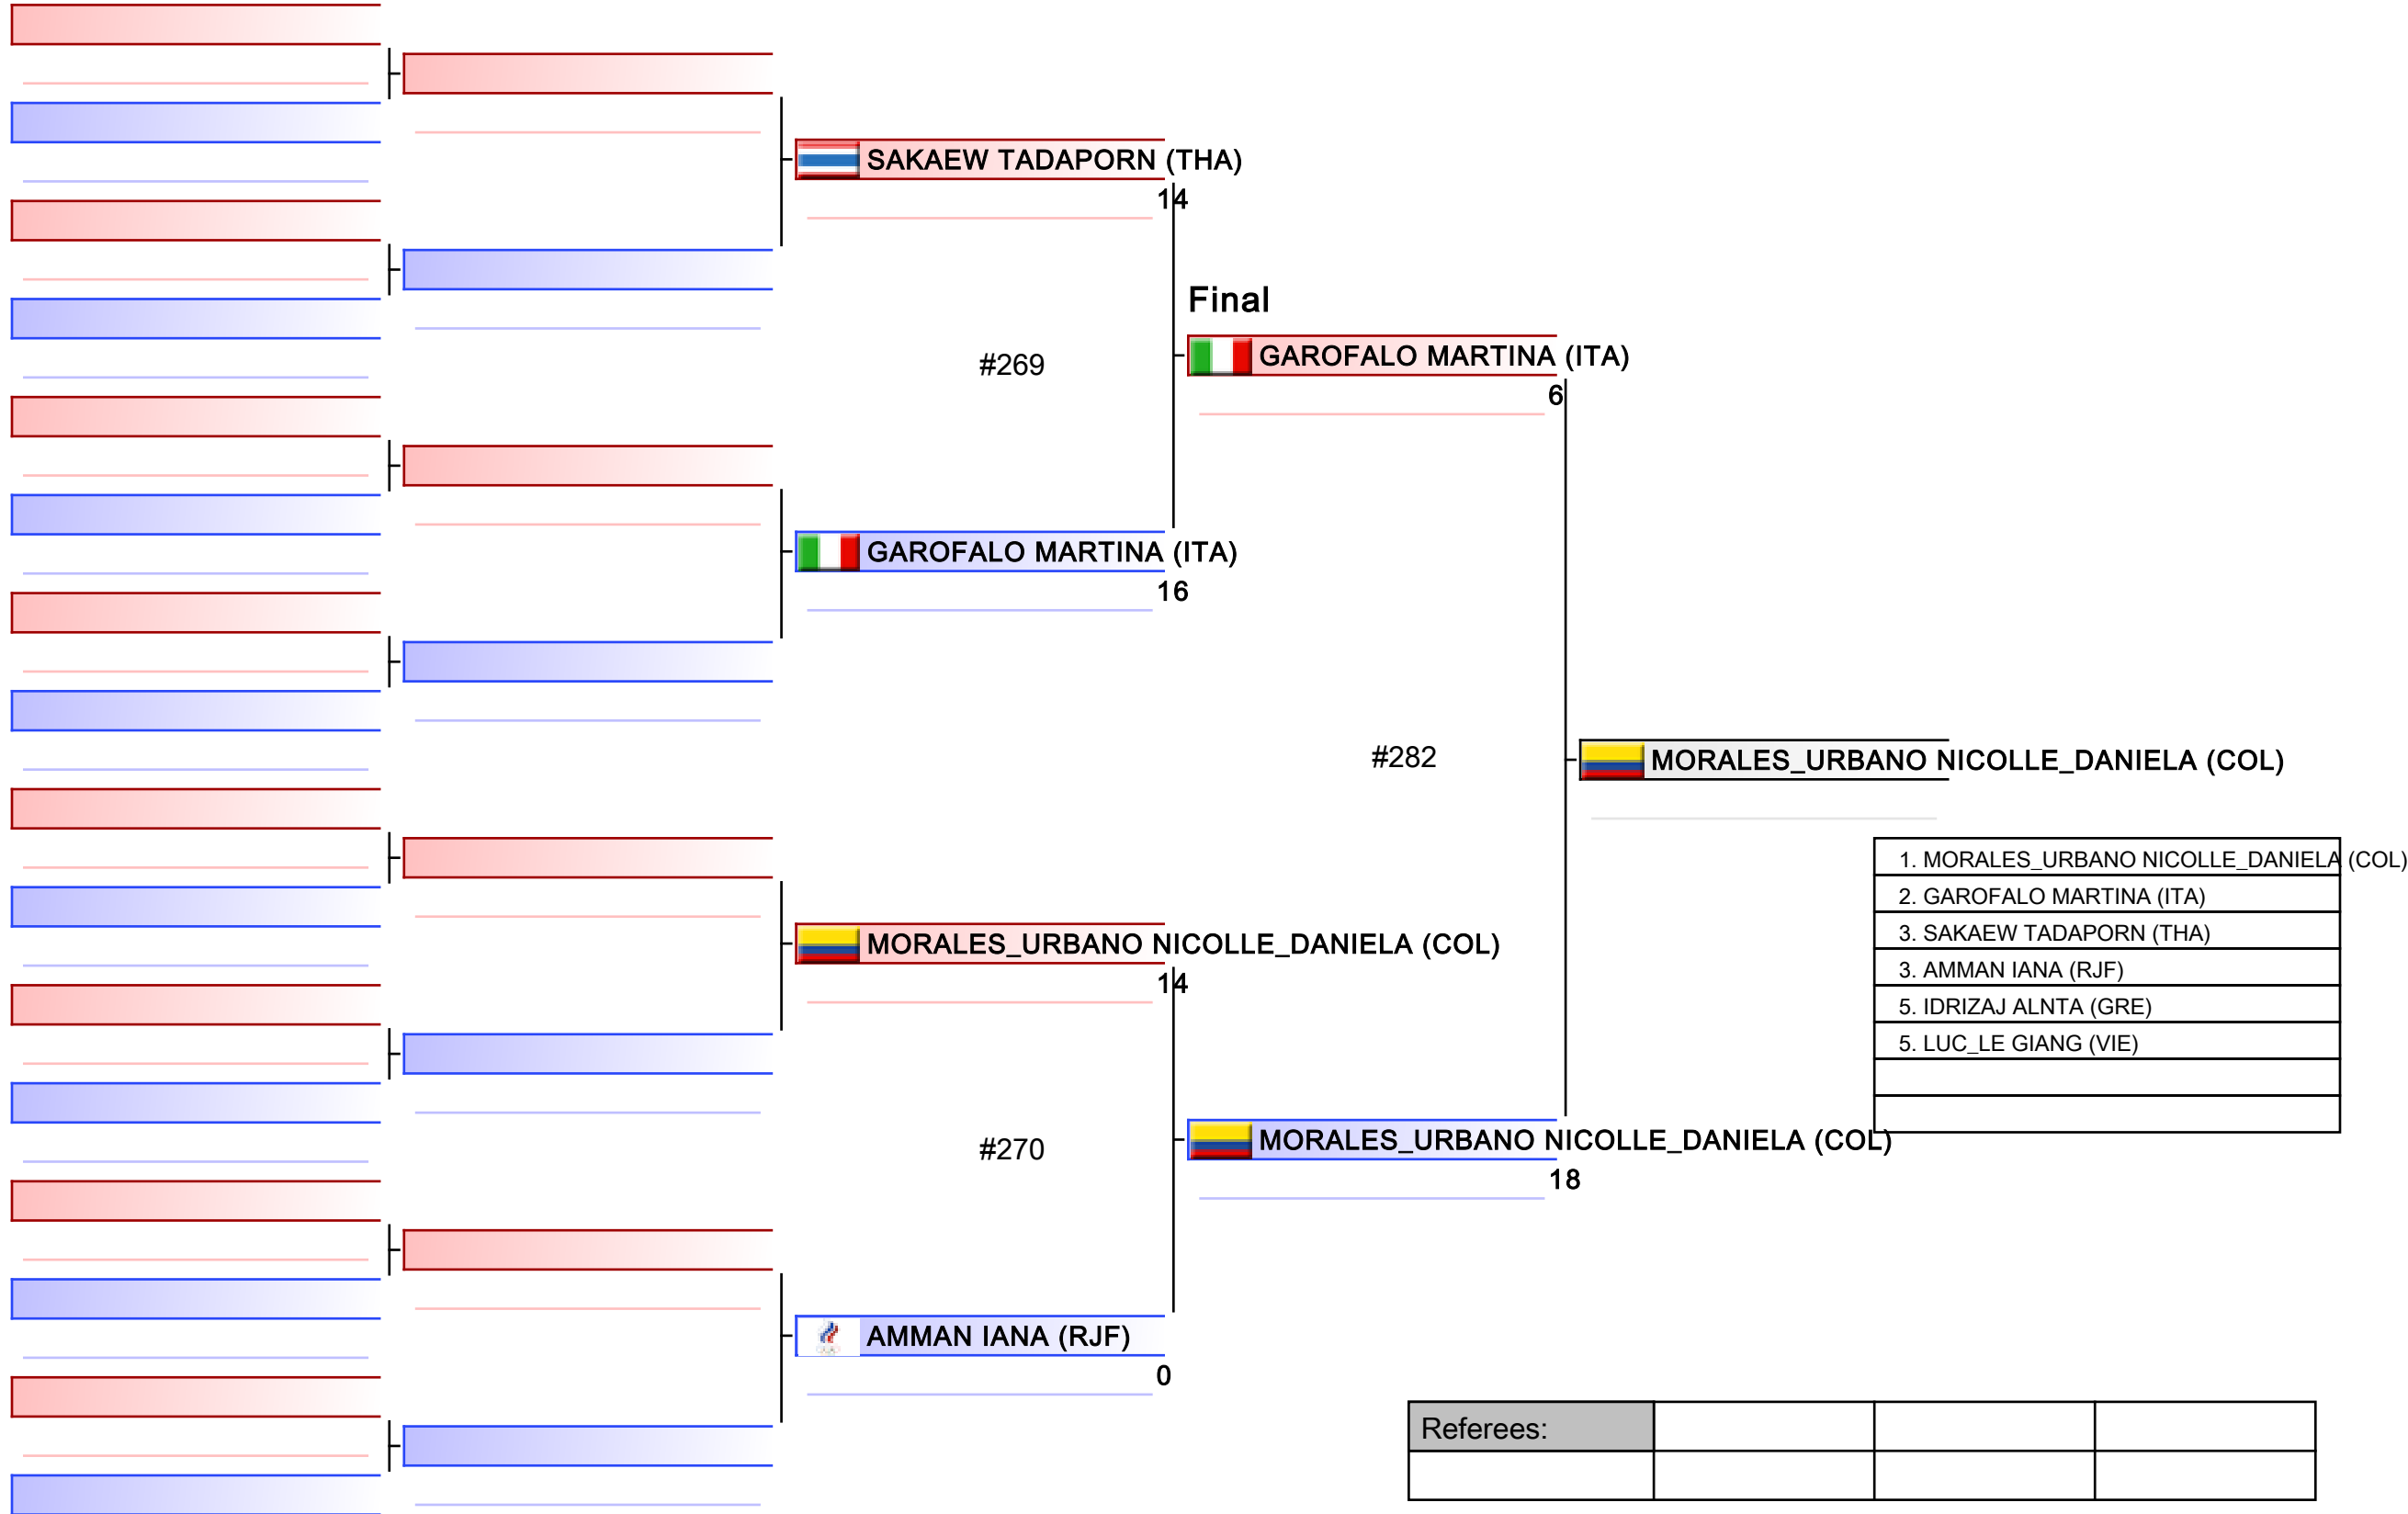 SAKAEW TADAPORN (THA)
14
Final
#269
GAROFALO MARTINA (ITA)
6
GAROFALO MARTINA (ITA)
16
#282
MORALES_URBANO NICOLLE_DANIELA (COL)
1. MORALES_URBANO NICOLLE_DANIELA (COL)
2. GAROFALO MARTINA (ITA)
3. SAKAEW TADAPORN (THA)
3. AMMAN IANA (RJF)
5. IDRIZAJ ALNTA (GRE)
5. LUC_LE GIANG (VIE)
MORALES_URBANO NICOLLE_DANIELA (COL)
14
#270
MORALES_URBANO NICOLLE_DANIELA (COL)
18
AMMAN IANA (RJF)
0
Referees: